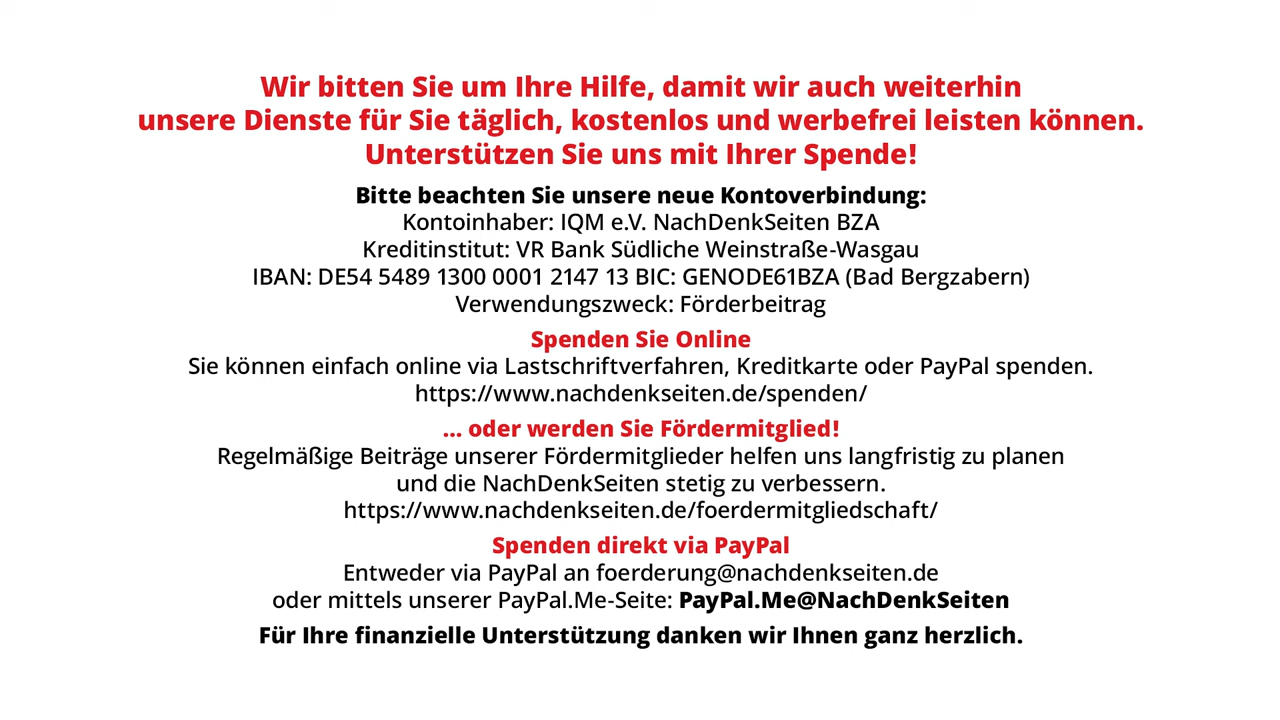 Wir bitten Sie um Ihre Hilfe, damit wir auch weiterhin
unsere Dienste für Sie täglich, kostenlos und werbefrei leisten können.
Unterstützen Sie uns mit Ihrer Spende!
Bitte beachten Sie unsere neue Kontoverbindung:
Kontoinhaber: IQM e.V. NachDenkSeiten BZA
Kreditinstitut: VR Bank Südliche Weinstraße-Wasgau
IBAN: DE54 5489 1300 0001 2147 13 BIC: GENODE61BZA (Bad Bergzabern)
Verwendungszweck: Förderbeitrag
Spenden Sie Online
Sie können einfach online via Lastschriftverfahren, Kreditkarte oder PayPal spenden.
https://www.nachdenkseiten.de/spenden/
... oder werden Sie Fördermitglied!
Regelmäßige Beiträge unserer Fördermitglieder helfen uns langfristig zu planen
und die NachDenkSeiten stetig zu verbessern.
https://www.nachdenkseiten.de/foerdermitgliedschaft/
Spenden direkt via PayPal
Entweder via PayPal an foerderung@nachdenkseiten.de
oder mittels unserer PayPal.Me-Seite: PayPal.Me@NachDenkSeiten
Für Ihre finanzielle Unterstützung danken wir Ihnen ganz herzlich.